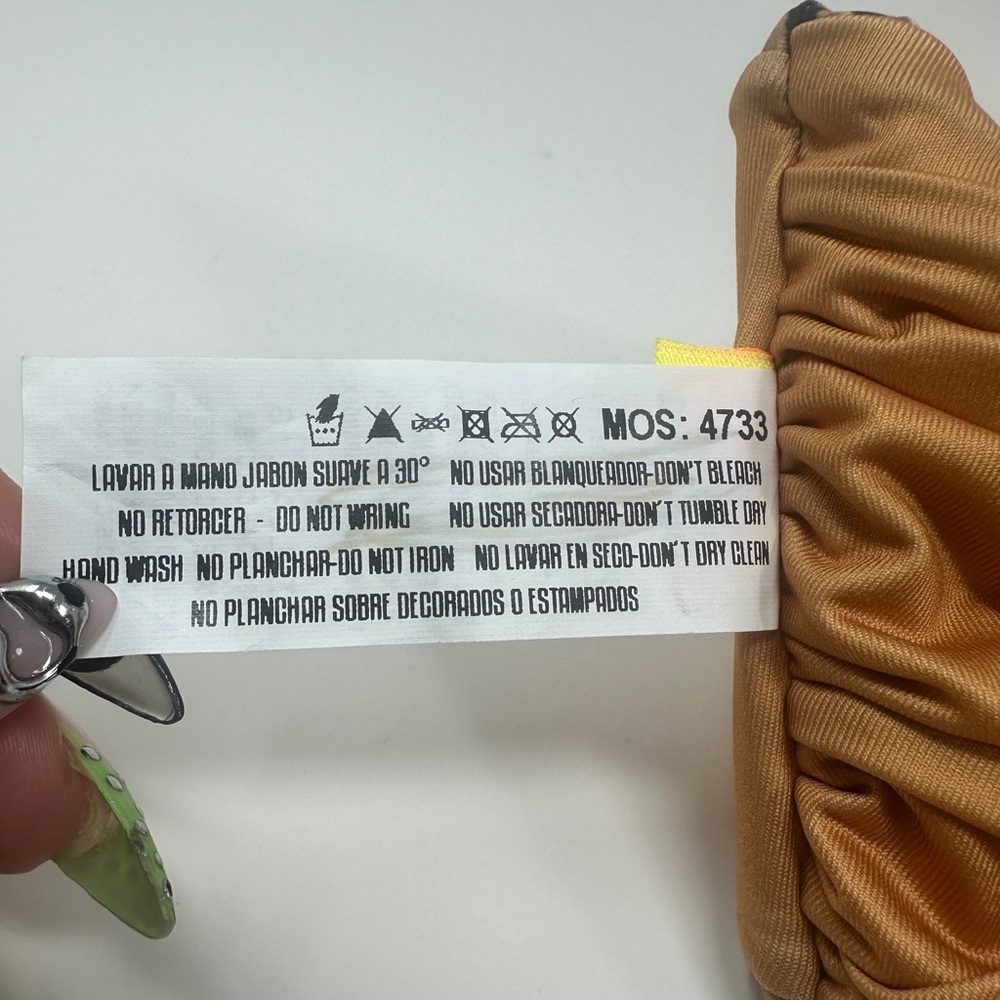 MOS: 4733
LAVAR A MANO JABON SUAVE A 30° NO USAR BLANQUEADOR-DON'T BLEACH
NO RETORCER - DO NOT WRING NO USAR SECADORA-DON'T TUMBLE DRY
HAND WASH NO PLANCHAR-DO NOT IRON NO LAVAR EN SECO-DON'T DRY CLEAN
NO PLANCHAR SOBRE DECORADOS O ESTAMPADOS